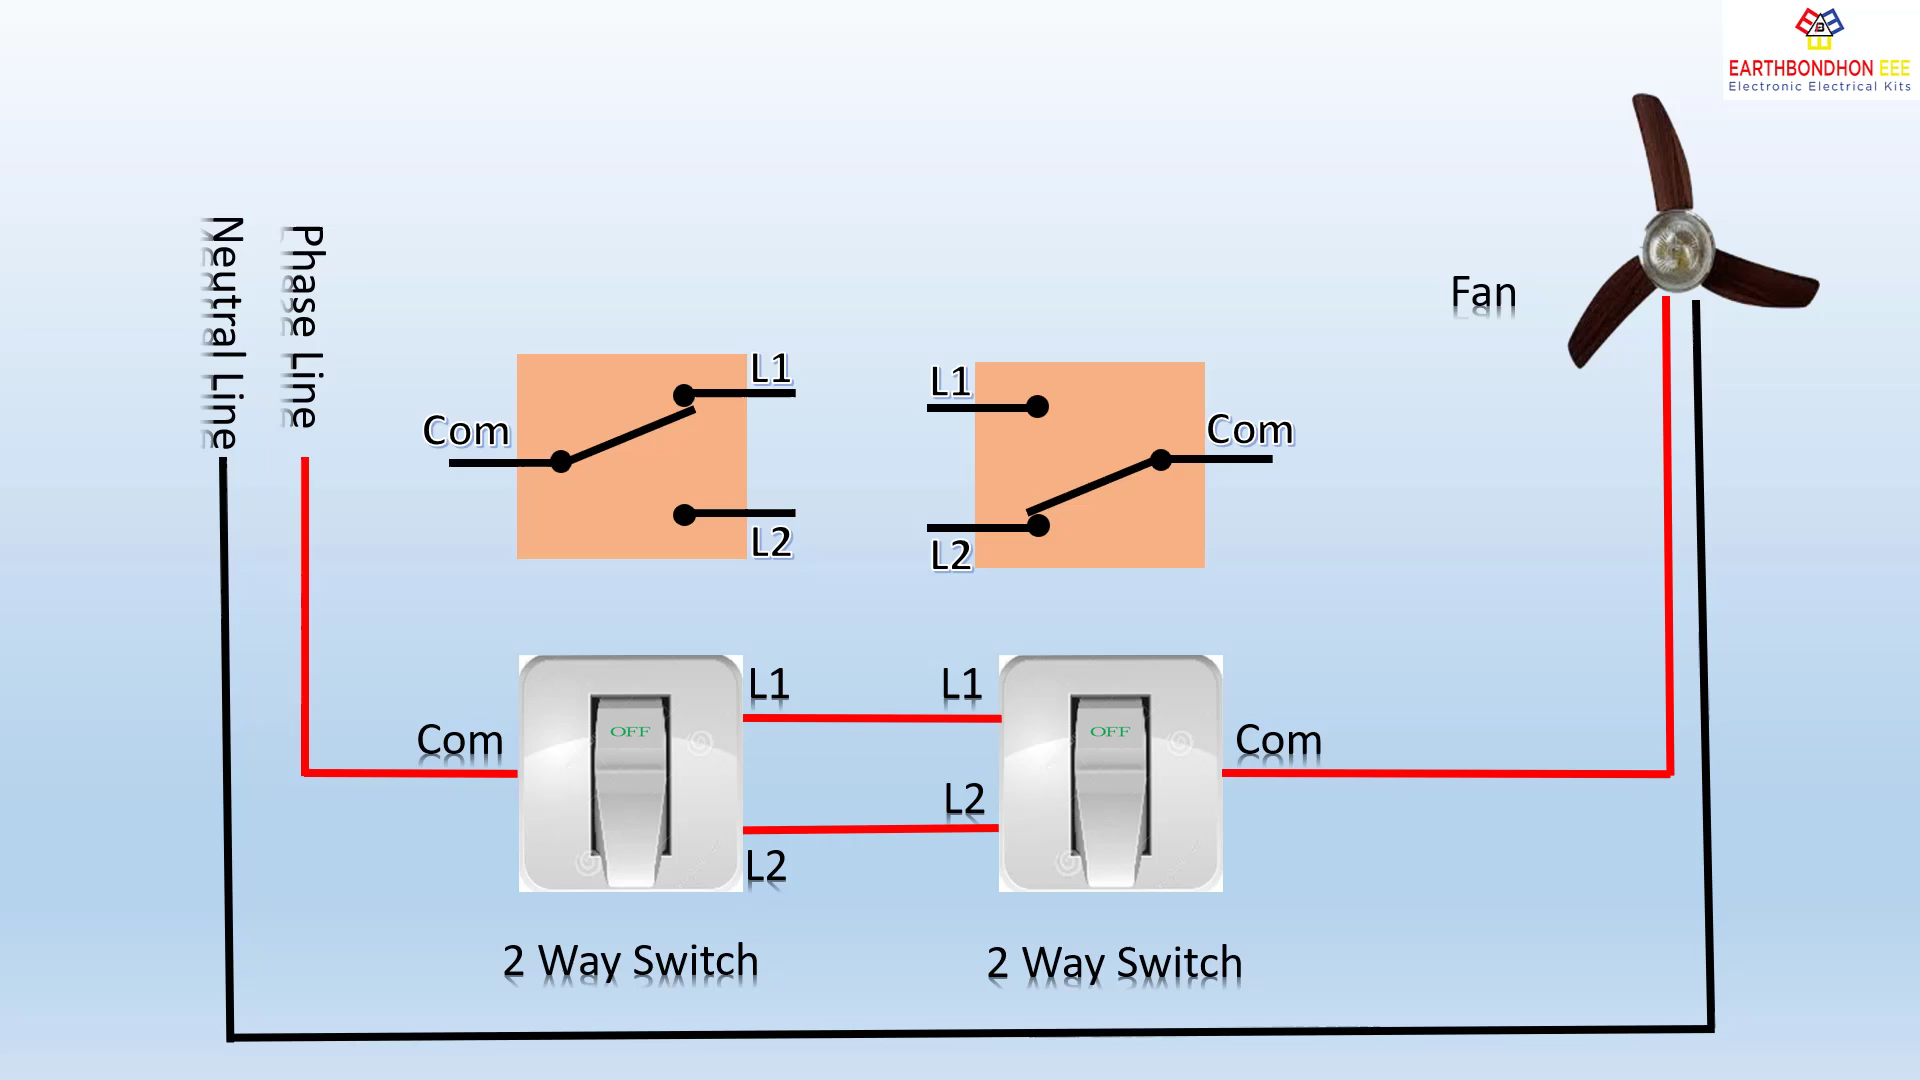 EARTHBONDHON EEE
Electronic Electrical Kits
Neutral Line
Phase Line
Fan
L1
L1
Com
Com
L2
L2
L1
L1
OFF
OFF
Com
Com
L2
L2
2 Way Switch
2 Way Switch